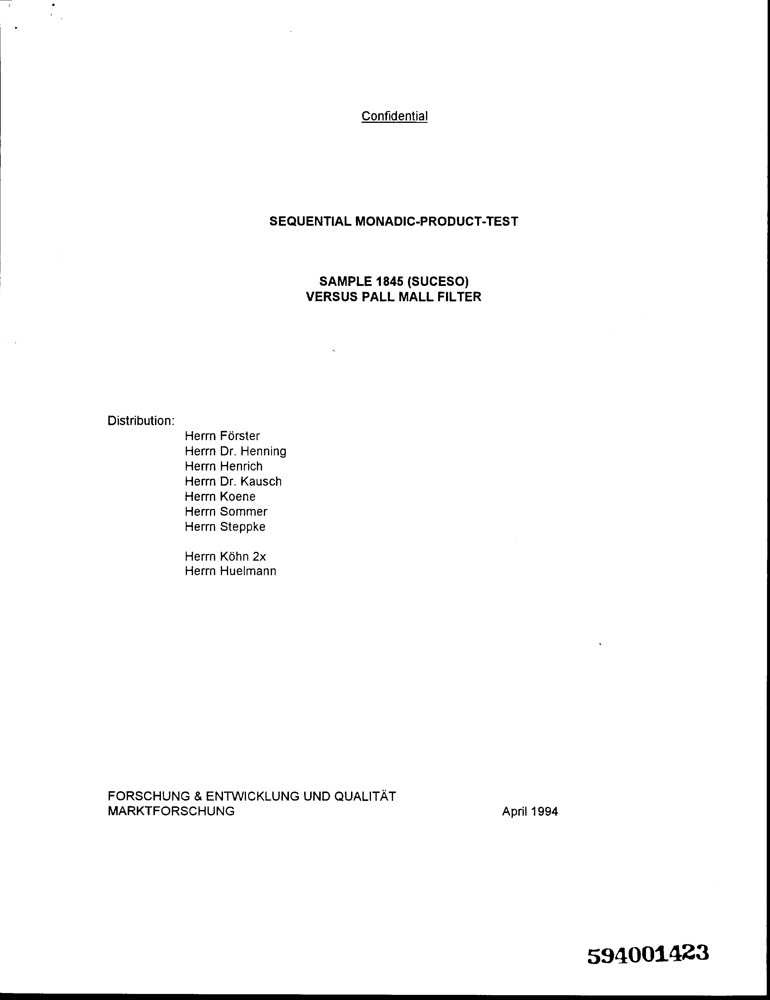 Confidential
SEQUENTIAL MONADIC-PRODUCT-TEST
SAMPLE 1845 (SUCESO)
VERSUS PALL MALL FILTER
Distribution:
Herrn Förster
Herrn Dr. Henning
Herrn Henrich
Herrn Dr. Kausch
Herrn Koene
Herrn Sommer
Herrn Steppke
Herrn Köhn 2x
Herrn Huelmann
FORSCHUNG & ENTWICKLUNG UND QUALITÄT
MARKTFORSCHUNG April 1994
594001423